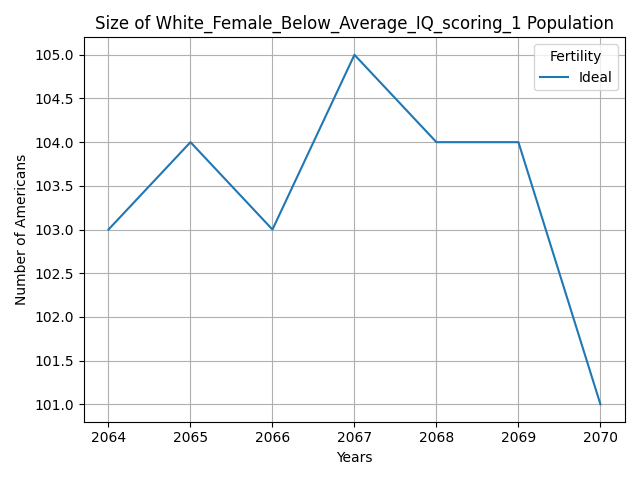 Size of White_Female_Below_Average_IQ_scoring_1 Population
Fertility
Ideal
Number of Americans
105.0
104.5
104.0
103.5
103.0
102.5
102.0
101.5
101.0
2064 2065 2066 2067 2068 2069 2070
Years